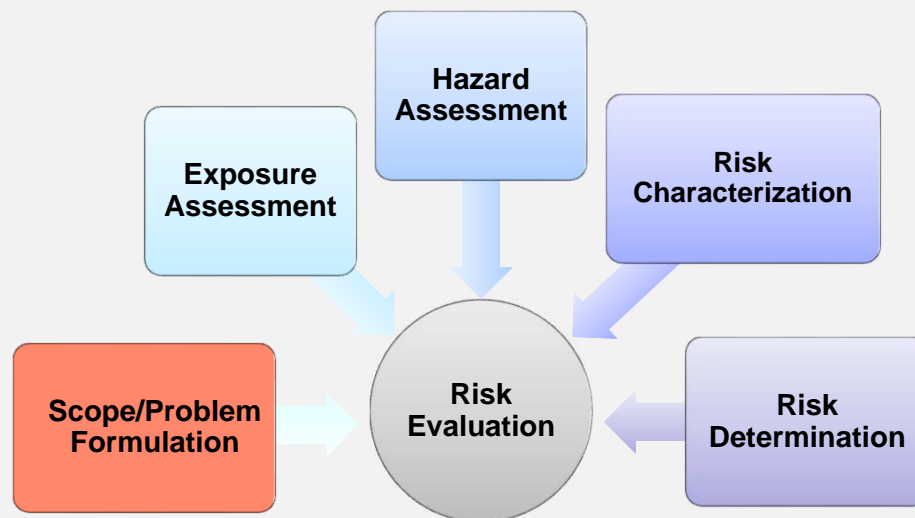 Hazard
Assessment
Exposure
Assessment
Risk
Characterization
Scope/Problem
Formulation
Risk
Evaluation
Risk
Determination